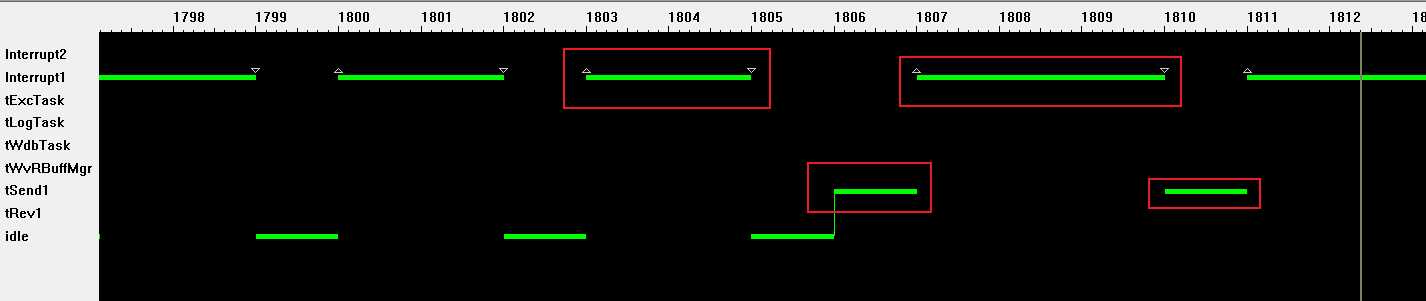 1798 1799 1800 1801 1802 1803 1804 1805 1806 1807 1808 1809 1810 1811 1812 18
Interrupt2
Interrupt1
tExcTask
tLogTask
tWdbTask
tWvRBuffMgr
tSend1
tRev1
idle